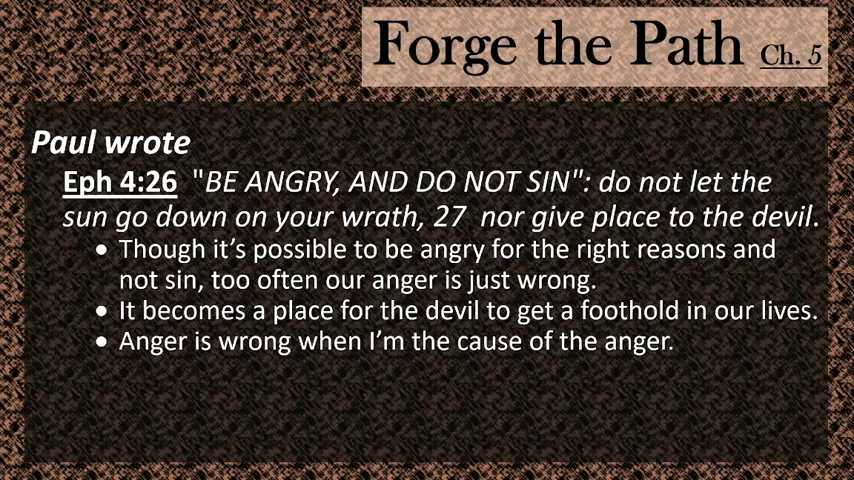 Forge the Path Ch. 5
Paul wrote
Eph 4:26 "BE ANGRY, AND DO NOT SIN": do not let the
sun go down on your wrath, 27 nor give place to the devil.
• Though it’s possible to be angry for the right reasons and
not sin, too often our anger is just wrong.
• It becomes a place for the devil to get a foothold in our lives.
• Anger is wrong when I’m the cause of the anger.